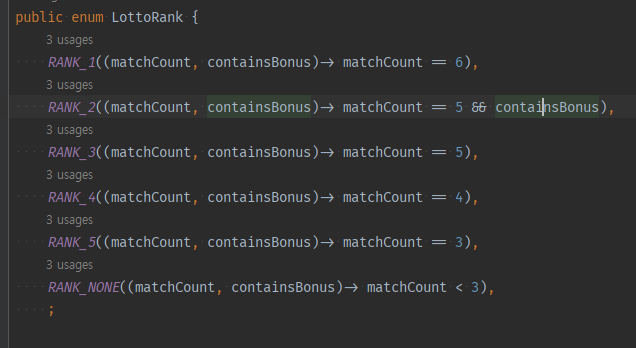 public enum LottoRank {
3 usages
RANK_1((matchCount, containsBonus)-> matchCount == 6),
3 usages
RANK_2((matchCount, containsBonus)-> matchCount == 5 && containsBonus),
3 usages
RANK_3((matchCount, containsBonus)-> matchCount == 5),
3 usages
RANK_4((matchCount, containsBonus)-> matchCount == 4),
3 usages
RANK_5((matchCount, containsBonus)-> matchCount == 3),
3 usages
RANK_NONE((matchCount, containsBonus)-> matchCount < 3),
;